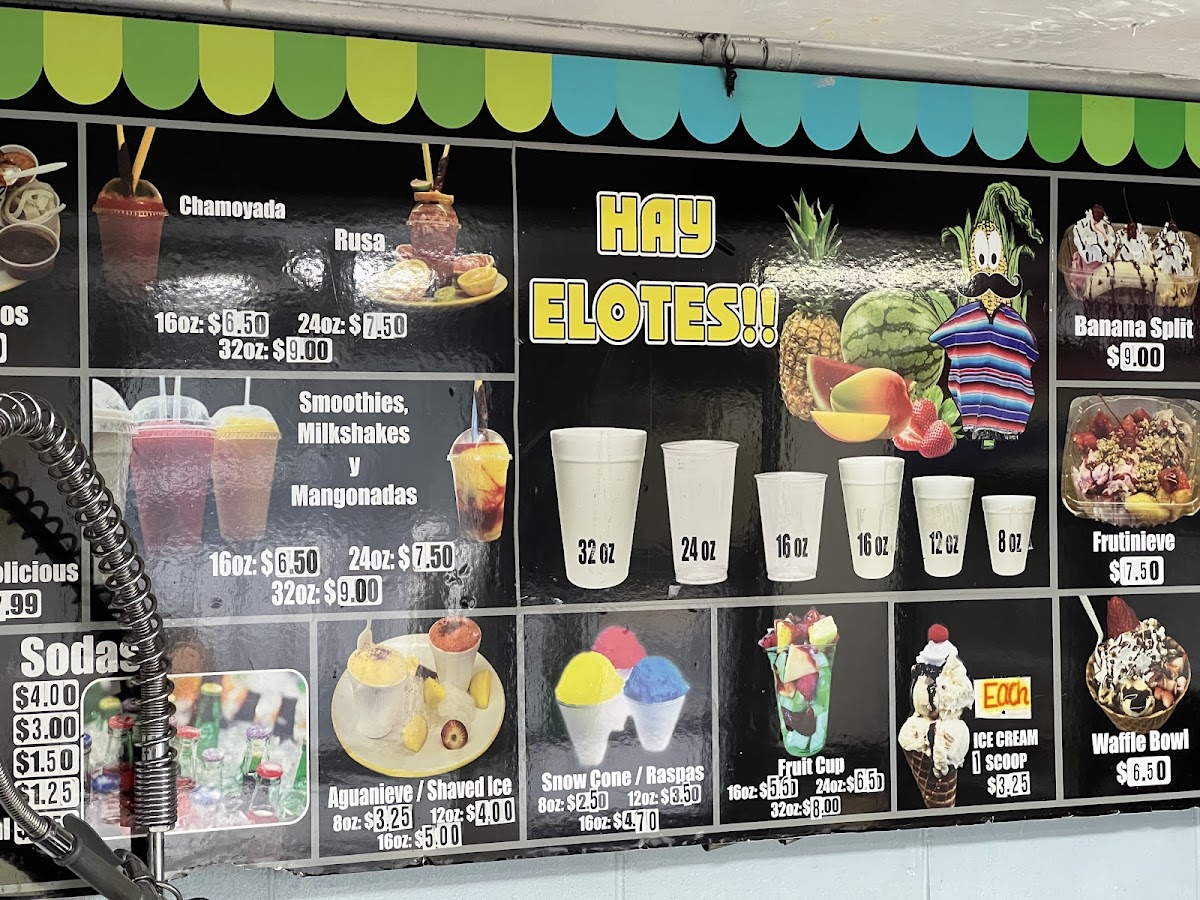 Chamoyada
Rusa
16oz: $6.50 24oz: $7.50
32oz: $9.00
Smoothies,
Milkshakes
y
Mangonadas
16oz: $6.50 24oz: $7.50
32oz: $9.00
HAY
ELOTES!!
32 OZ
24 OZ
16 OZ
16 OZ
12 OZ
8 OZ
Banana Split
$9.00
Frutinieve
$7.50
Sodas
$4.00
$3.00
$1.50
$1.25
Aguanieve / Shaved Ice
8oz: $3.25 12oz: $4.00
16oz: $5.00
Snow Cone / Raspas
8oz: $2.50 12oz: $3.50
16oz: $4.70
Fruit Cup
16oz: $5.50 24oz: $6.50
32oz: $8.00
Each
ICE CREAM
1 SCOOP
$3.25
Waffle Bowl
$6.50